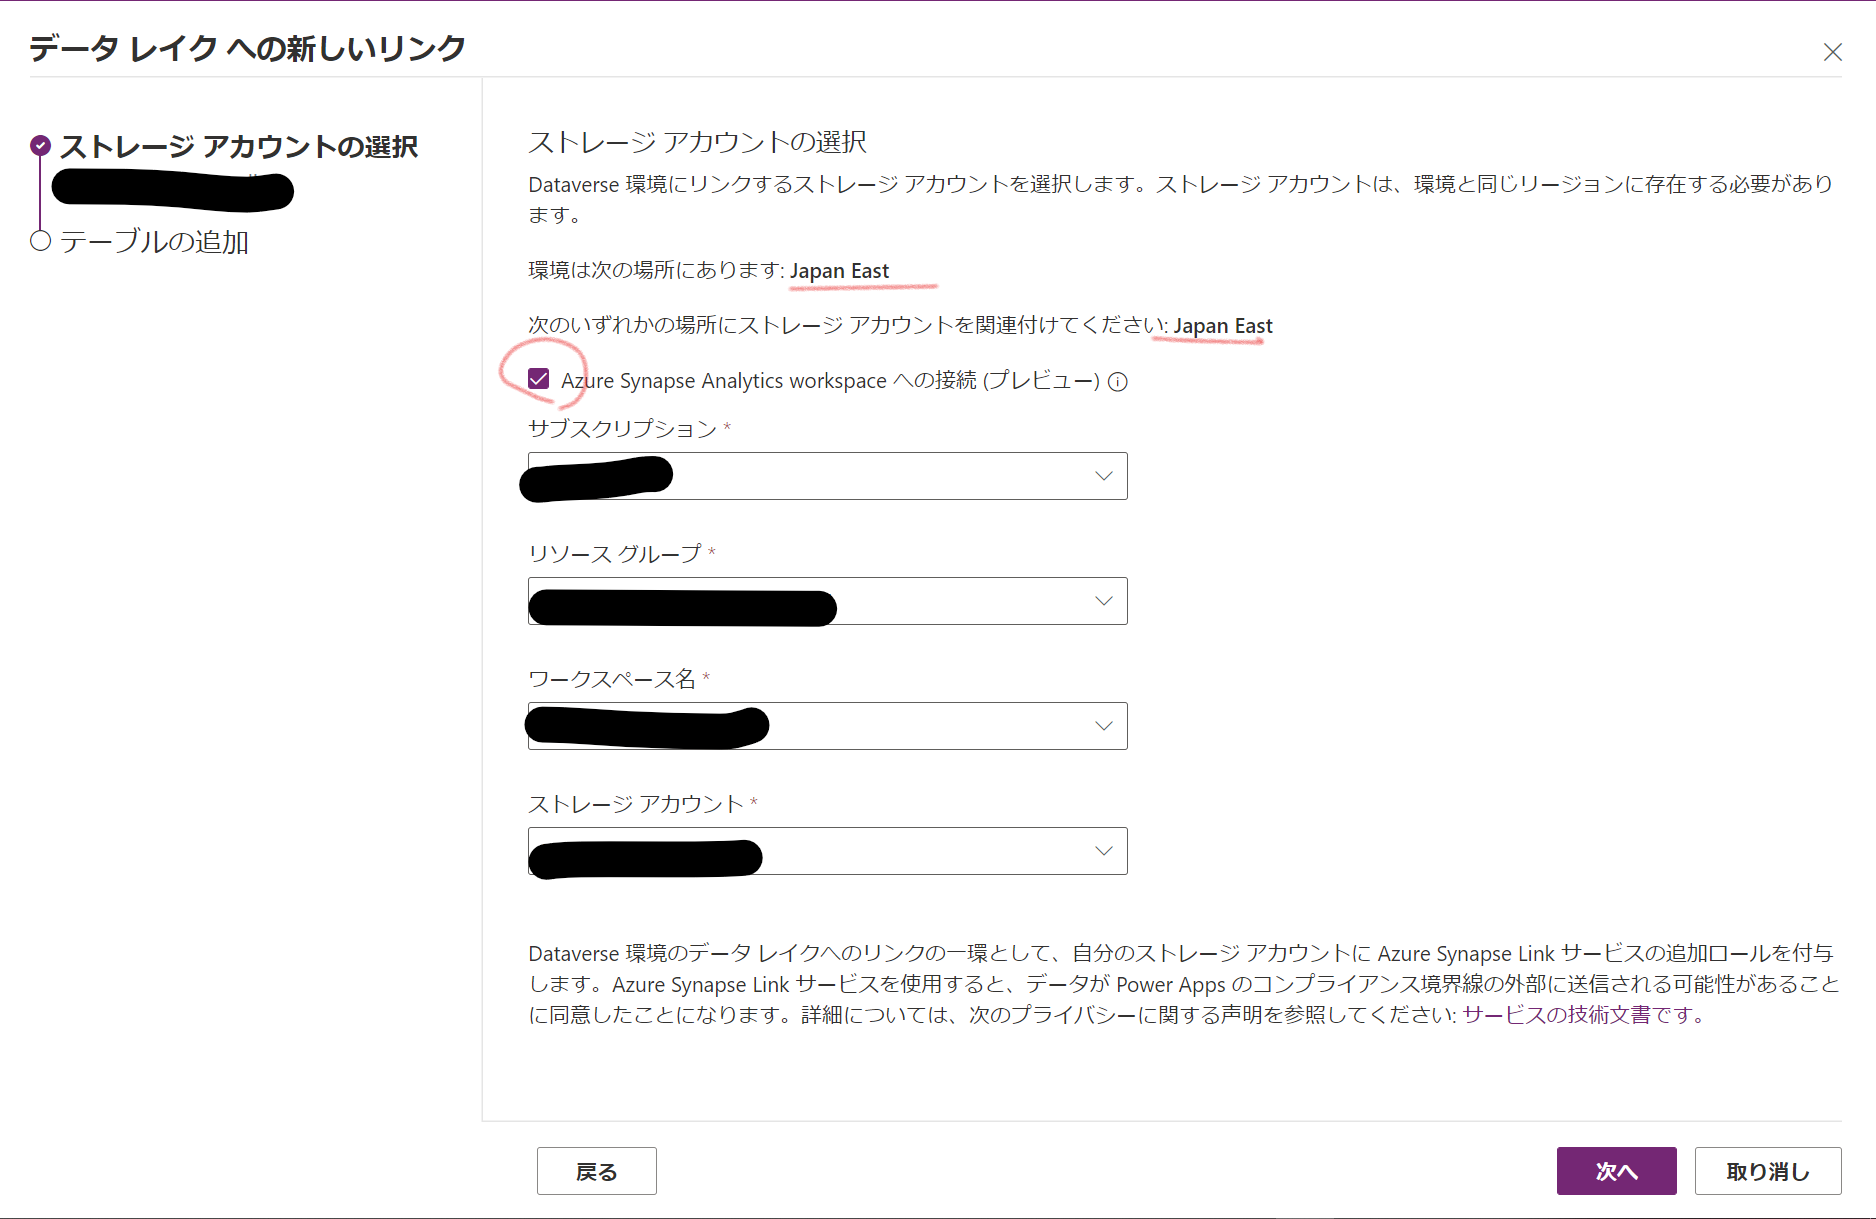 データ レイク への新しいリンク
ストレージ アカウントの選択
テーブルの追加
ストレージ アカウントの選択
Dataverse 環境にリンクするストレージ アカウントを選択します。ストレージ アカウントは、環境と同じリージョンに存在する必要があり
ます。
環境は次の場所にあります: Japan East
次のいずれかの場所にストレージ アカウントを関連付けてください: Japan East
Azure Synapse Analytics workspace への接続 (プレビュー)
サブスクリプション *
リソース グループ *
ワークスペース名 *
ストレージ アカウント *
Dataverse 環境のデータ レイクへのリンクの一環として、自分のストレージ アカウントに Azure Synapse Link サービスの追加ロールを付与
します。Azure Synapse Link サービスを使用すると、データが Power Apps のコンプライアンス境界線の外部に送信される可能性があること
に同意したことになります。詳細については、次のプライバシーに関する声明を参照してください: サービスの技術文書です。
戻る
次へ
取り消し